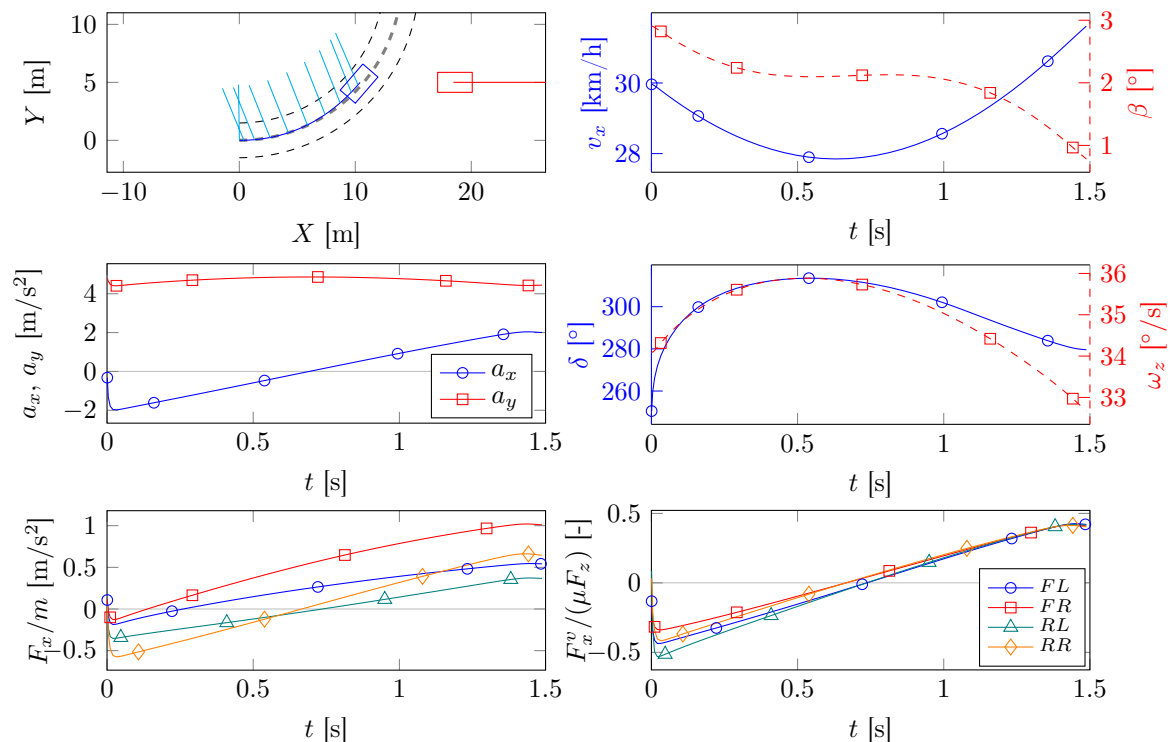 10
5
0
Y [m]
−10 0 10 20
X [m]
30
28
v_x [km/h]
3
2
1
β [°]
0 0.5 1 1.5
t [s]
4
2
0
−2
a_x, a_y [m/s²]
a_x
a_y
0 0.5 1 1.5
t [s]
300
280
260
δ [°]
36
35
34
33
ω_z [°/s]
0 0.5 1 1.5
t [s]
1
0.5
0
−0.5
F_x/m [m/s²]
0 0.5 1 1.5
t [s]
0.5
0
−0.5
F_x^v/(μF_z) [-]
FL
FR
RL
RR
0 0.5 1 1.5
t [s]